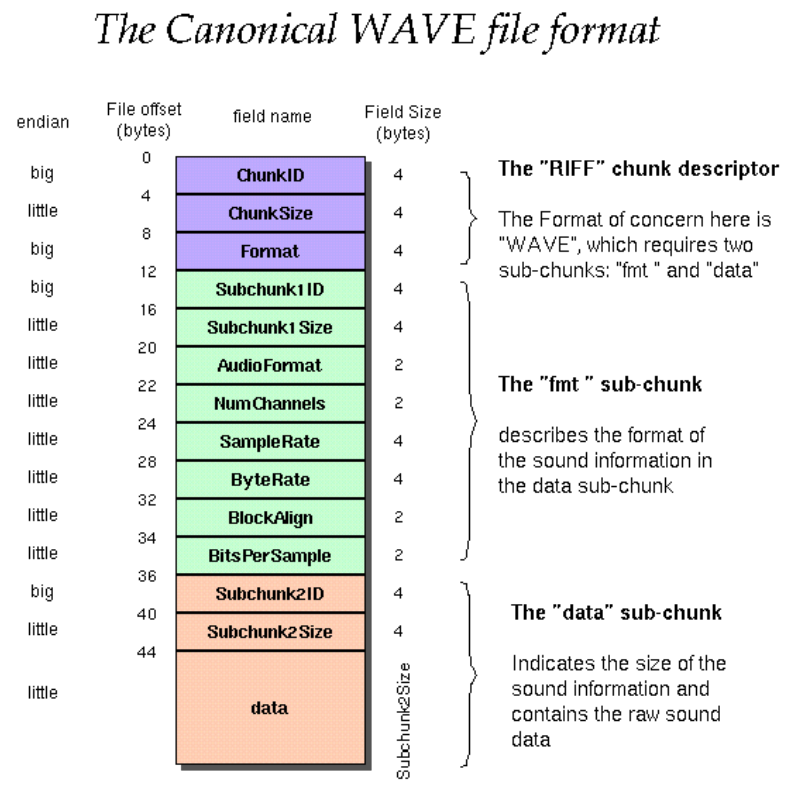 The Canonical WAVE file format
endian
File offset
(bytes)
field name
Field Size
(bytes)
0
big
ChunkID
4
4
little
ChunkSize
4
8
big
Format
4
12
big
Subchunk1ID
4
16
little
Subchunk1Size
4
20
little
AudioFormat
2
22
little
NumChannels
2
24
little
SampleRate
4
28
little
ByteRate
4
32
little
BlockAlign
2
34
little
BitsPerSample
2
36
big
Subchunk2ID
4
40
little
Subchunk2Size
4
44
little
data
Subchunk2Size
The "RIFF" chunk descriptor
The Format of concern here is
"WAVE", which requires two
sub-chunks: "fmt " and "data"
The "fmt " sub-chunk
describes the format of
the sound information in
the data sub-chunk
The "data" sub-chunk
Indicates the size of the
sound information and
contains the raw sound
data